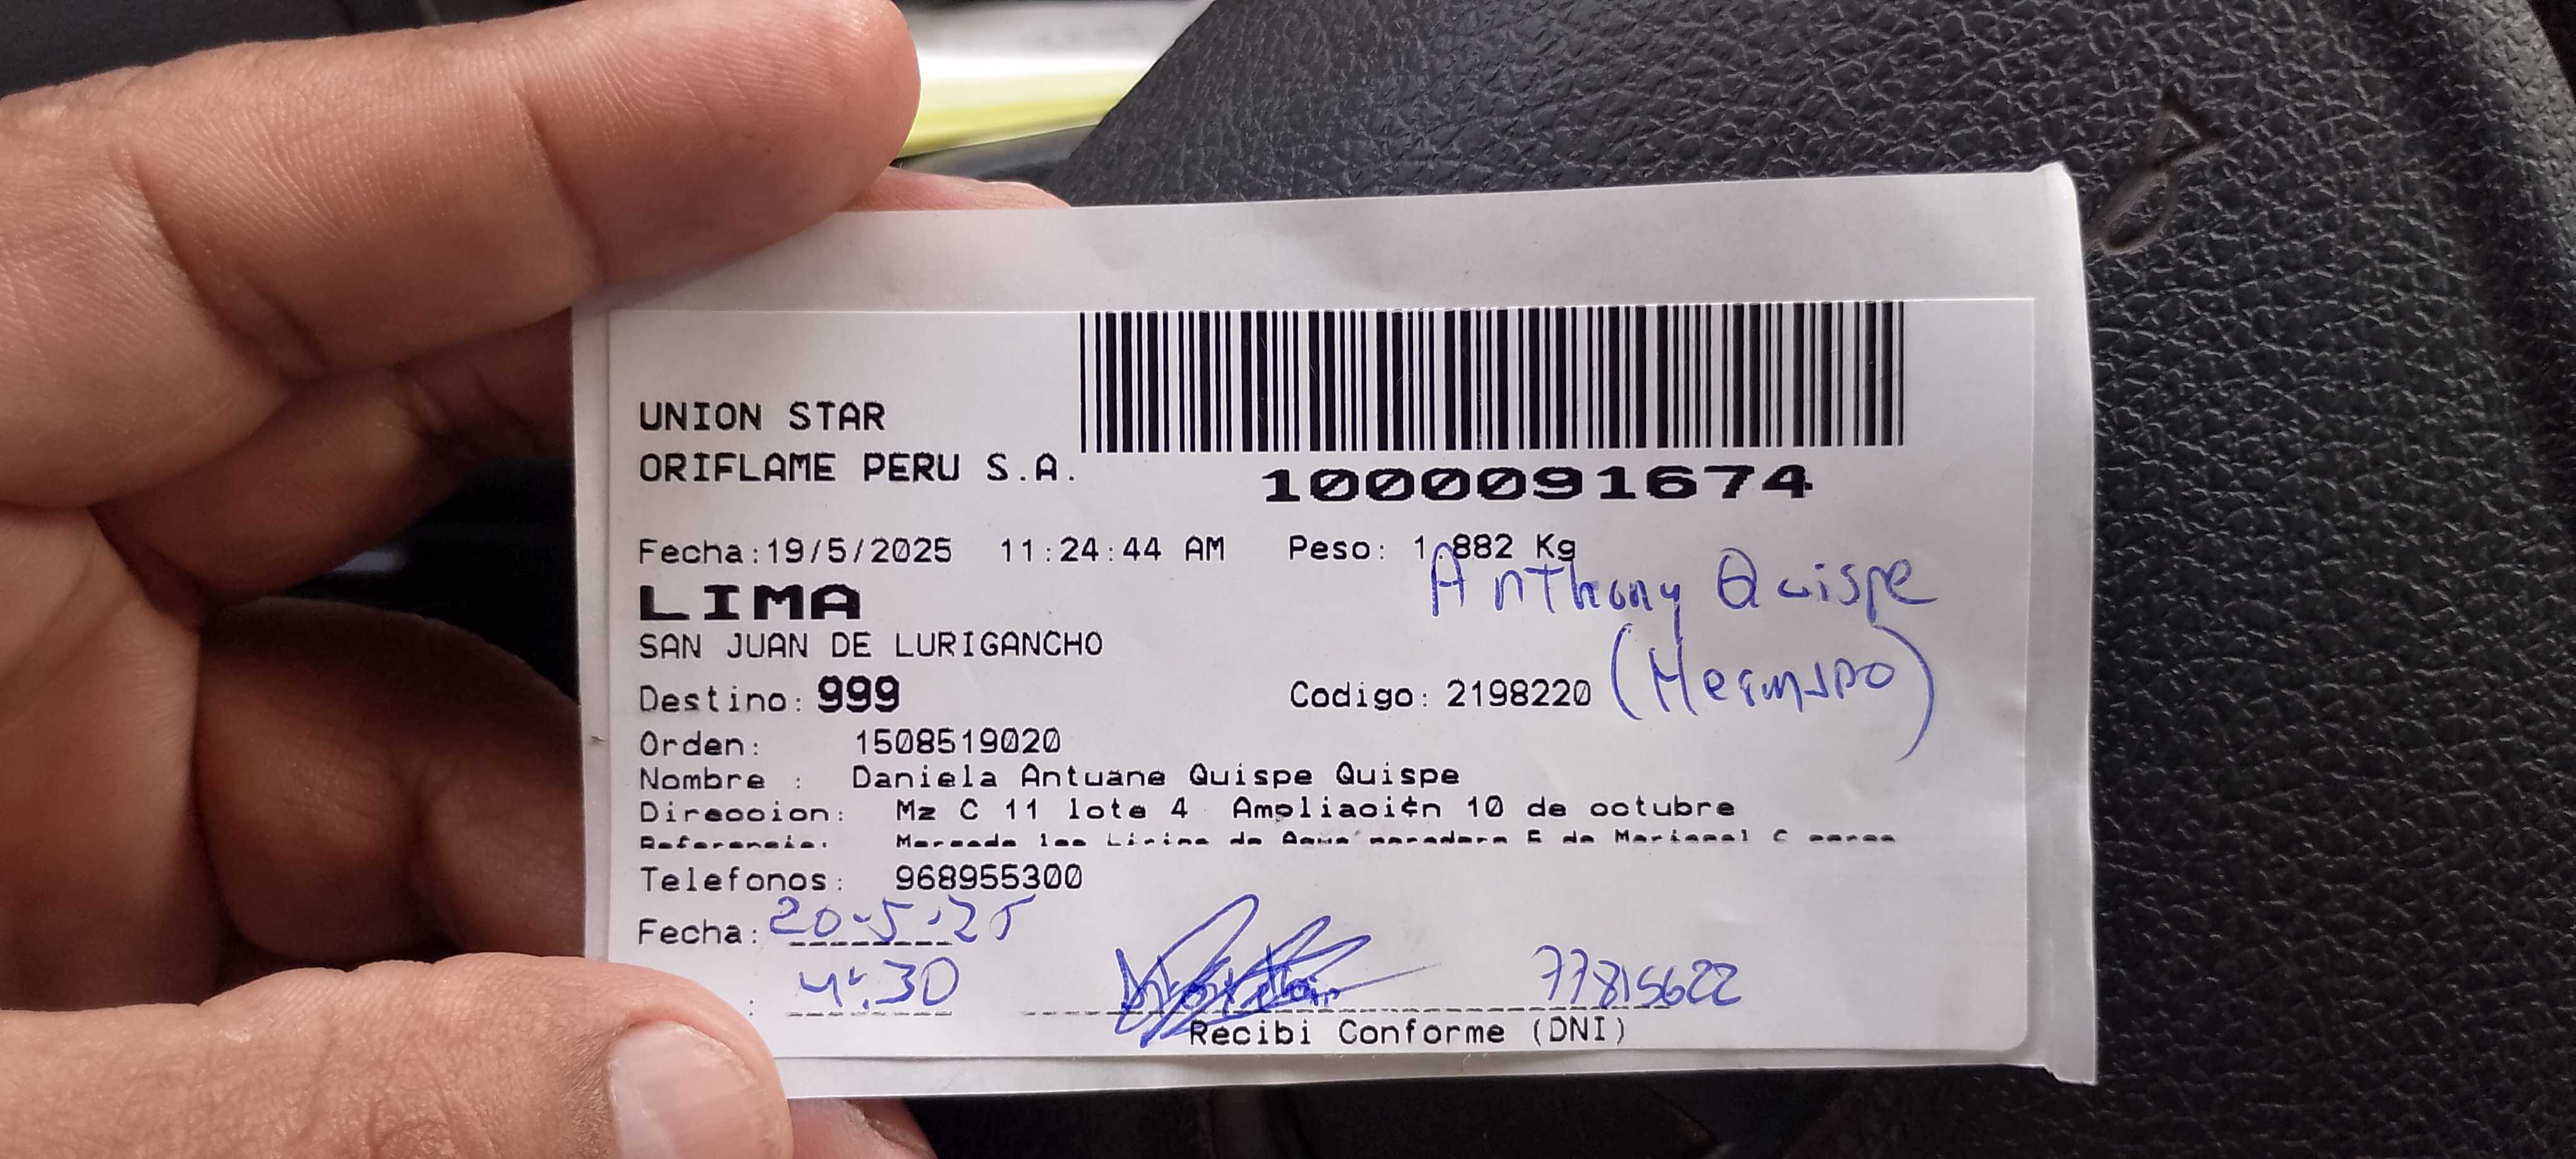 UNION STAR
ORIFLAME PERU S.A.
1000091674
Fecha:19/5/2025 11:24:44 AM Peso: 1.882 Kg
Anthony Quispe
LIMA
SAN JUAN DE LURIGANCHO
(Hermano)
Destino: 999 Codigo: 2198220
Orden: 1508519020
Nombre : Daniela Antuane Quispe Quispe
Direccion: Mz C 11 lote 4 Ampliaci¢n 10 de octubre
Referencia: Mercado los
Telefonos: 968955300
Fecha: 20-5-25
: 4:30 77815622
Recibi Conforme (DNI)